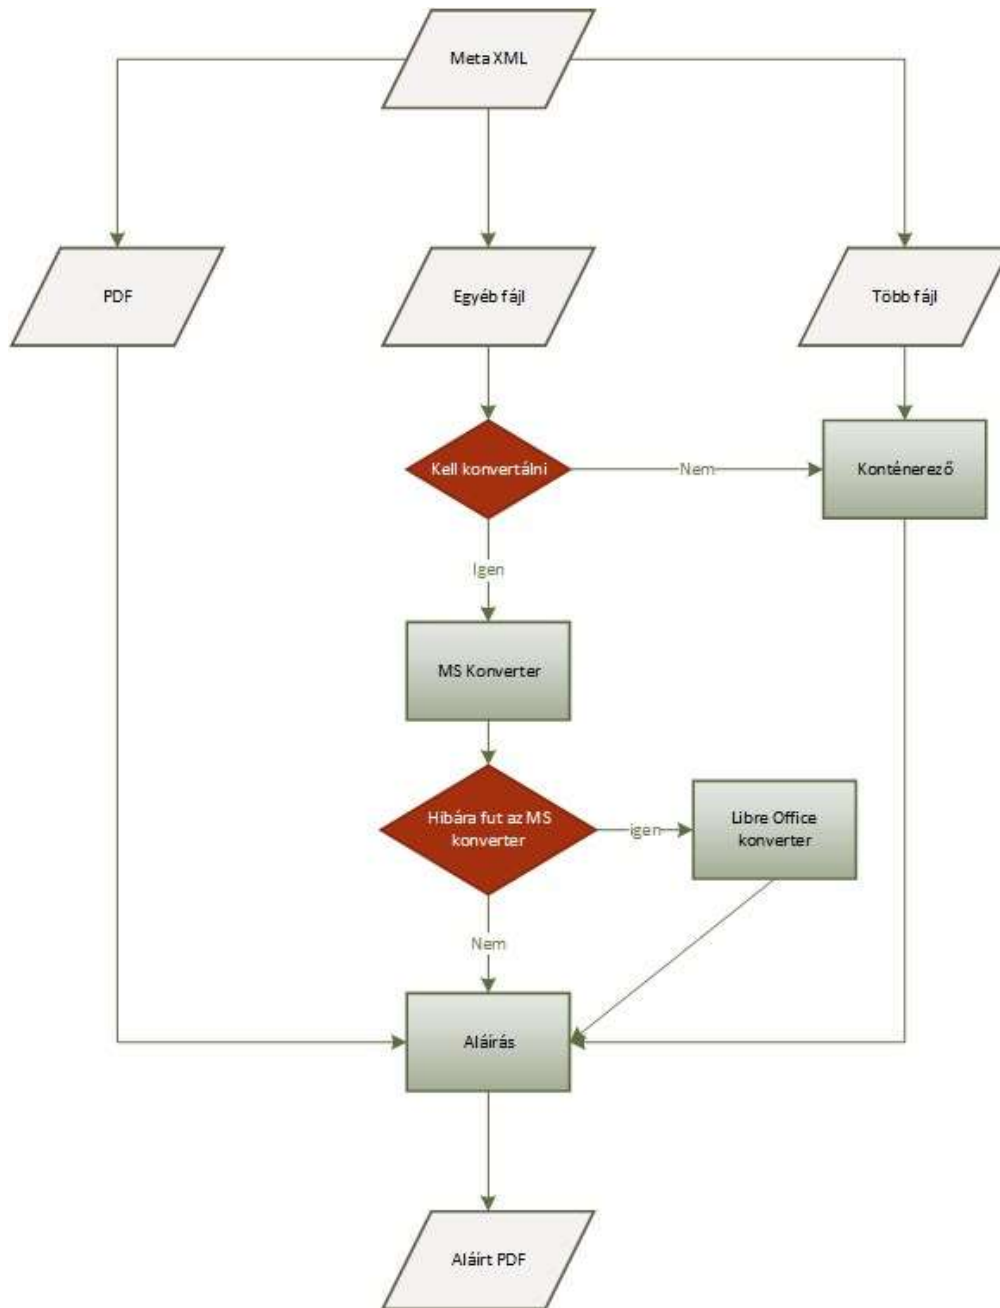 Meta XML
PDF
Egyéb fájl
Több fájl
Kell konvertálni
Nem
Konténerező
Igen
MS Konverter
Hibára fut az MS
konverter
igen
Libre Office
konverter
Nem
Aláírás
Aláírt PDF